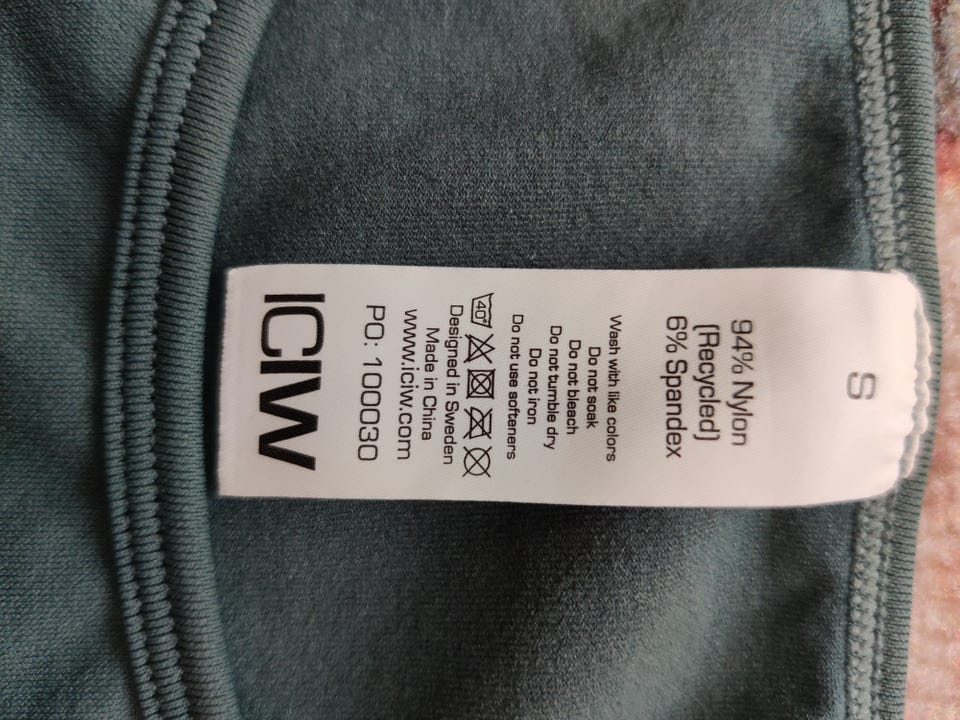 S
94% Nylon
(Recycled)
6% Spandex
Wash with like colors
Do not soak
Do not bleach
Do not tumble dry
Do not iron
Do not use softeners
40°
Designed in Sweden
Made in China
www.iciw.com
PO: 100030
ICIW